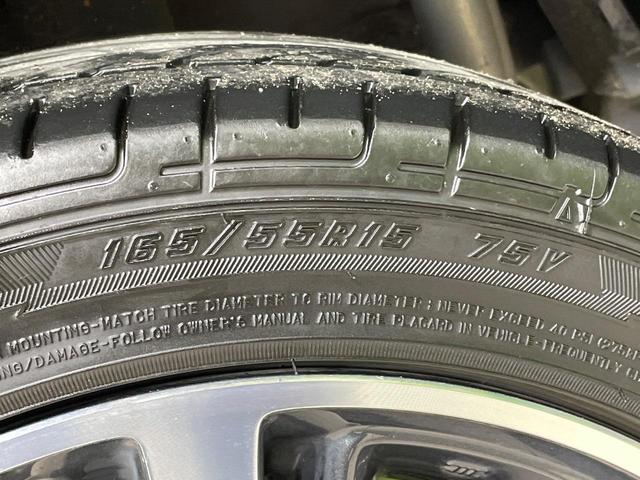 165/55R15 75V
MOUNTING-MATCH TIRE DIAMETER TO RIM DIAMETER; NEVER EXCEED 40 PSI
/DAMAGE-FOLLOW OWNER'S MANUAL AND TIRE PLACARD IN VEHICLE-FREQUENTLY